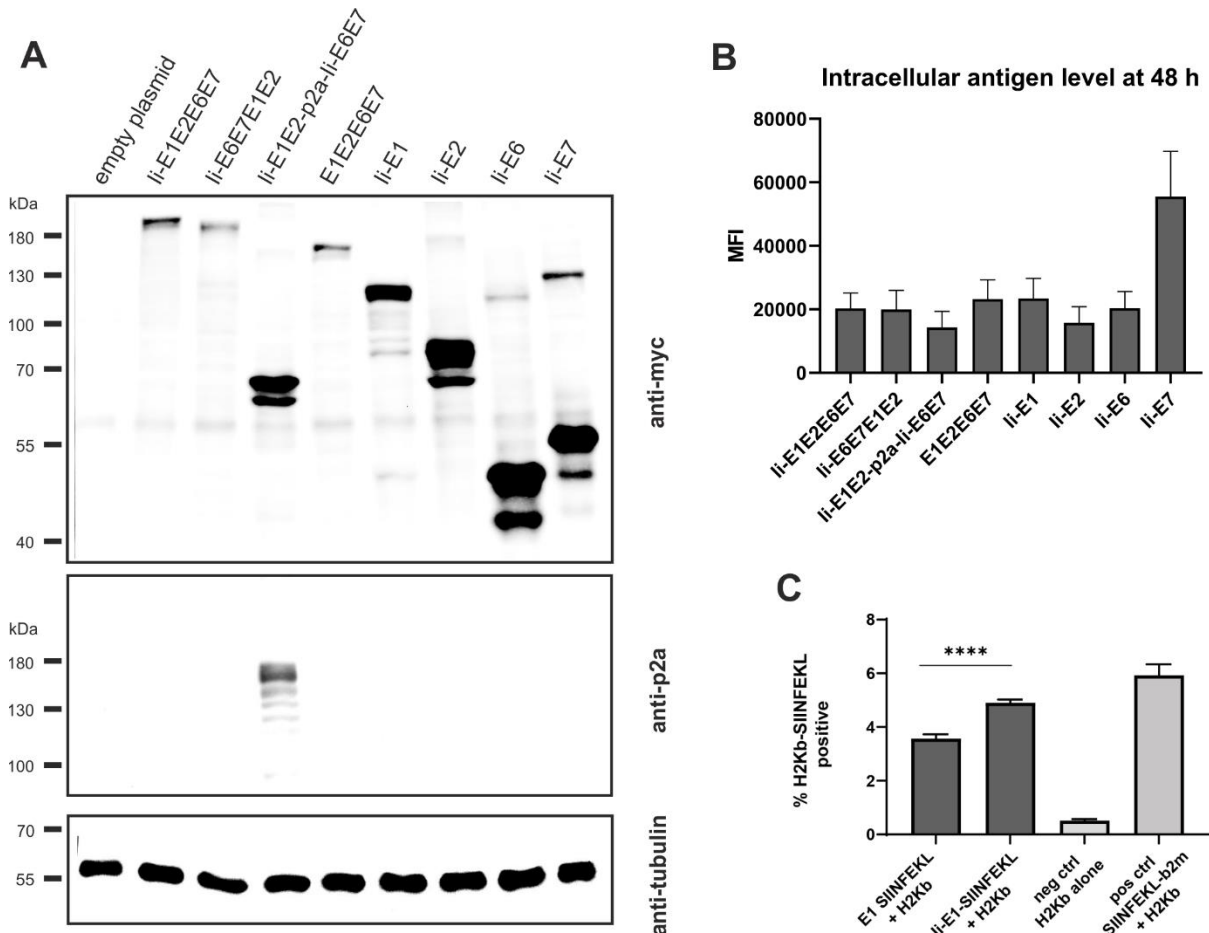 A
empty plasmid
Ii-E1E2E6E7
Ii-E6E7E1E2
Ii-E1E2-p2a-Ii-E6E7
E1E2E6E7
Ii-E1
Ii-E2
Ii-E6
Ii-E7
kDa
180
130
100
70
55
40
anti-myc
kDa
180
130
100
anti-p2a
70
55
anti-tubulin
B
Intracellular antigen level at 48 h
MFI
80000
60000
40000
20000
0
Ii-E1E2E6E7
Ii-E6E7E1E2
Ii-E1E2-p2a-Ii-E6E7
E1E2E6E7
Ii-E1
Ii-E2
Ii-E6
Ii-E7
C
% H2Kb-SIINFEKL
positive
8
6
4
2
0
****
E1 SIINFEKL
+ H2Kb
Ii-E1-SIINFEKL
+ H2Kb
neg ctrl
H2Kb alone
pos ctrl
SIINFEKL-b2m
+ H2Kb